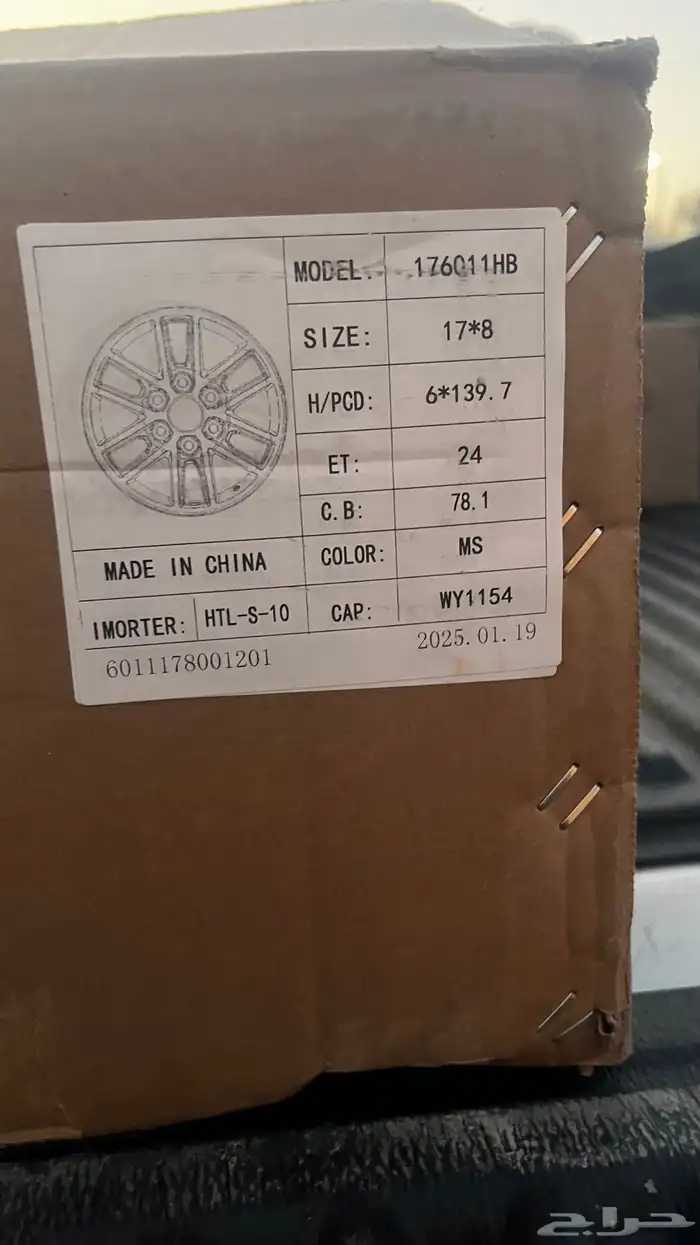 MODEL: 176011HB
SIZE: 17*8
H/PCD: 6*139.7
ET: 24
C.B: 78.1
MADE IN CHINA COLOR: MS
IMORTER: HTL-S-10 CAP: WY1154
6011178001201 2025.01.19
حراج